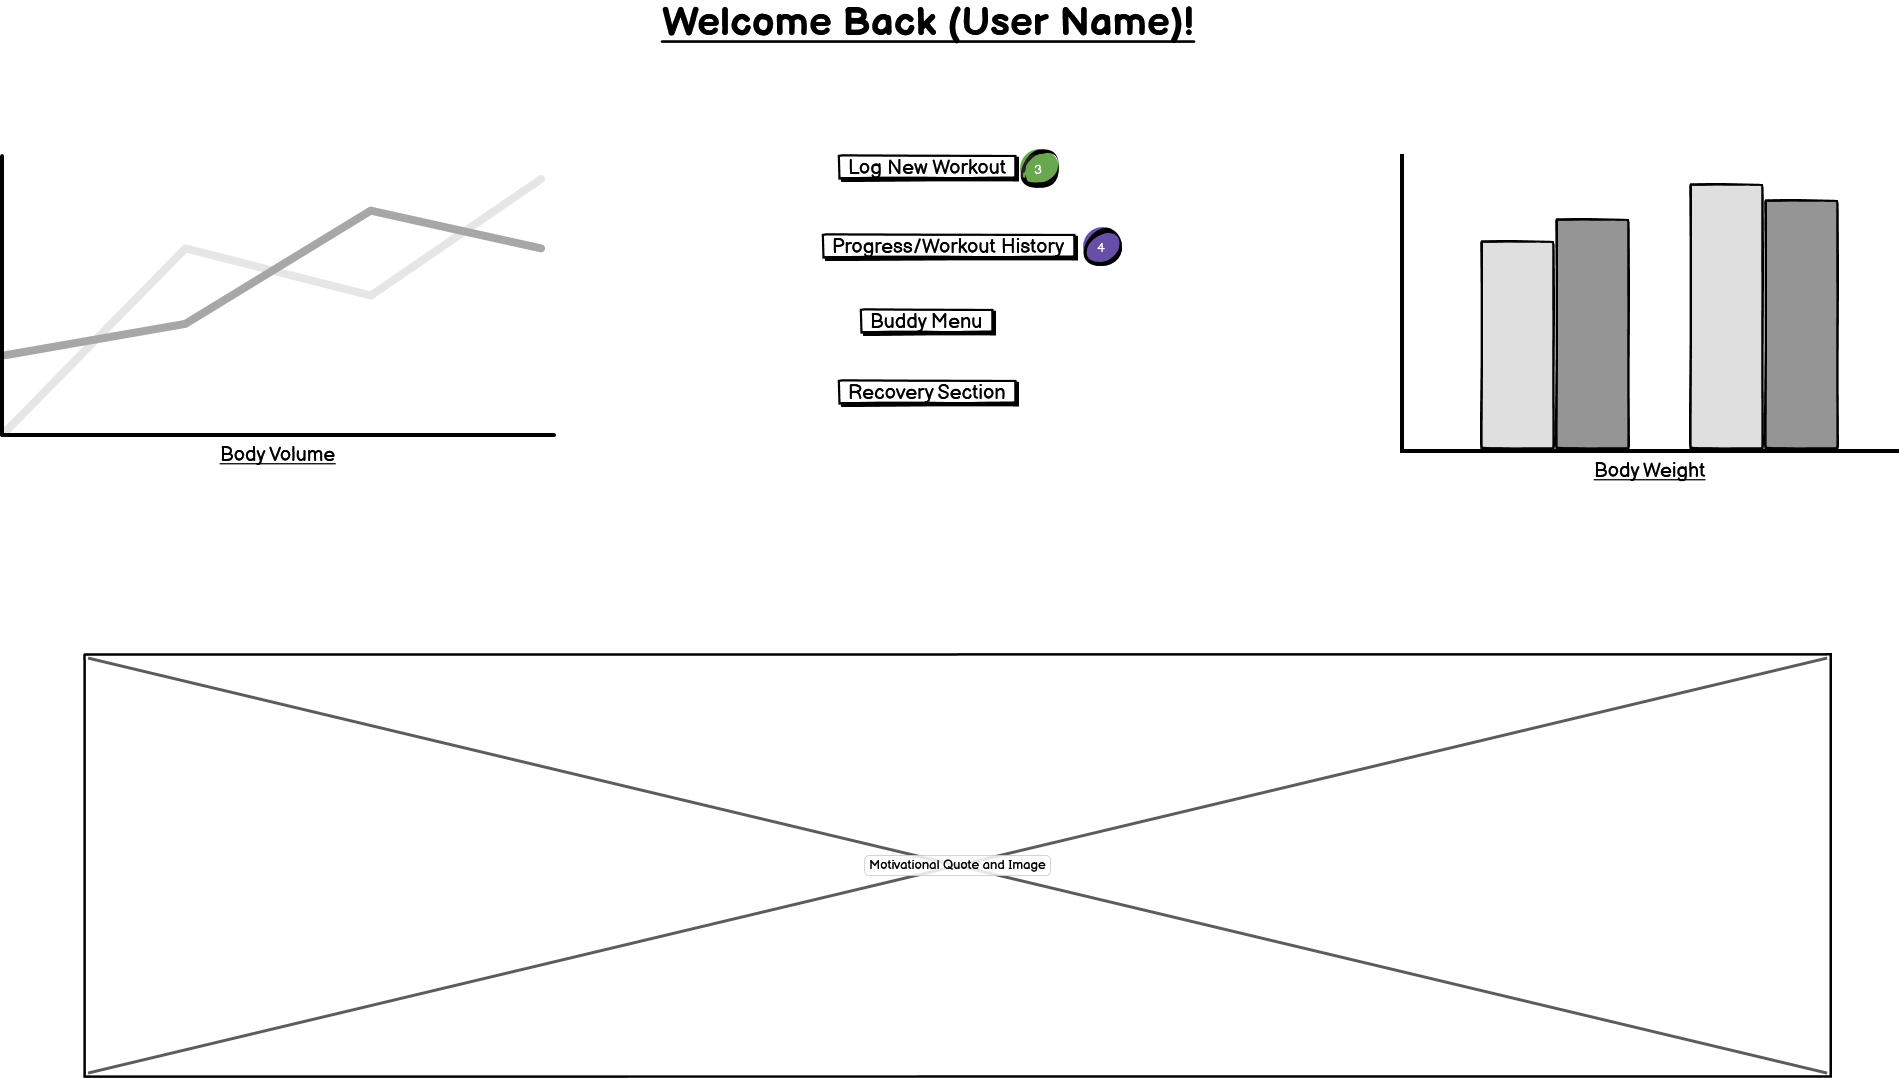 Welcome Back (User Name)!
Log New Workout 3
Progress/Workout History 4
Buddy Menu
Recovery Section
Body Volume
Body Weight
Motivational Quote and Image